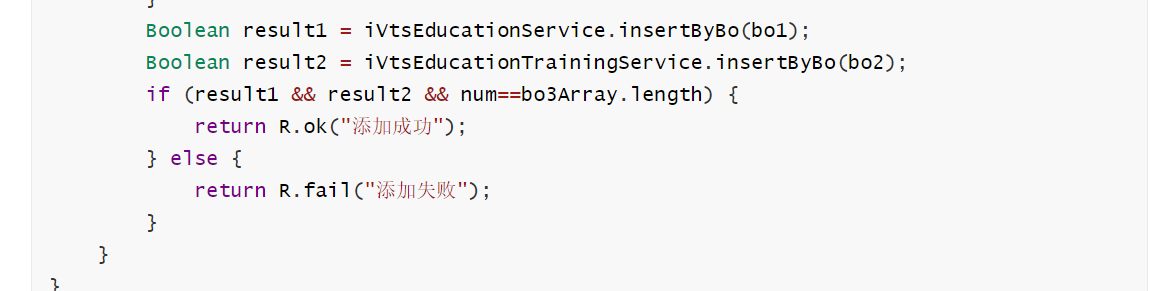 }
Boolean result1 = iVtsEducationService.insertByBo(bo1);
Boolean result2 = iVtsEducationTrainingService.insertByBo(bo2);
if (result1 && result2 && num==bo3Array.length) {
return R.ok("添加成功");
} else {
return R.fail("添加失败");
}
}
}